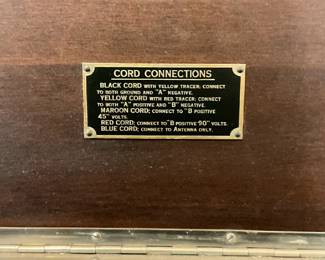 CORD CONNECTIONS
BLACK CORD WITH YELLOW TRACER; CONNECT
TO BOTH GROUND AND "A" NEGATIVE.
YELLOW CORD WITH RED TRACER; CONNECT
TO BOTH "A" POSITIVE AND "B" NEGATIVE.
MAROON CORD; CONNECT TO "B POSITIVE
45" VOLTS.
RED CORD; CONNECT TO "B POSITIVE 90" VOLTS.
BLUE CORD; CONNECT TO ANTENNA ONLY.